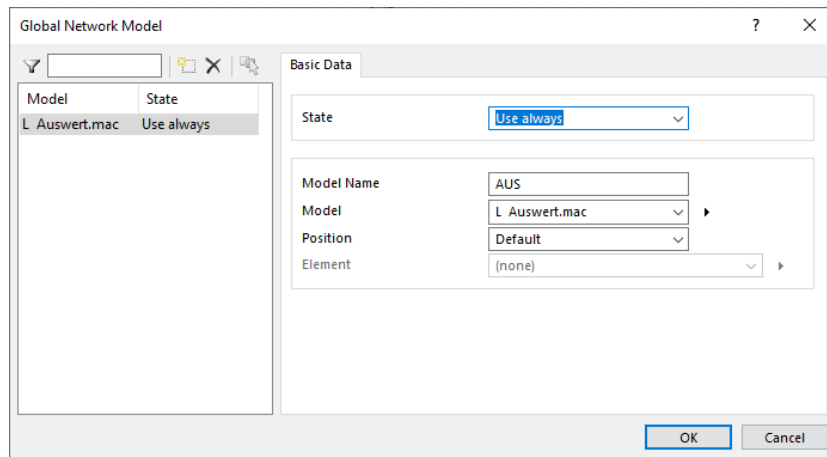 Global Network Model ? X
Basic Data
Model State
L Auswert.mac Use always
State Use always
Model Name AUS
Model L Auswert.mac
Position Default
Element (none)
OK Cancel